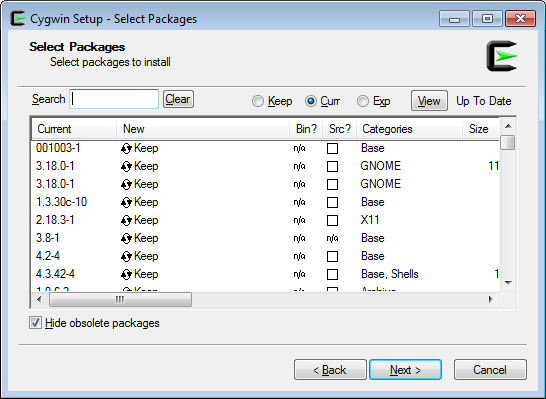 Cygwin Setup - Select Packages
Select Packages
Select packages to install
Search Clear Keep Curr Exp View Up To Date
Current New Bin? Src? Categories Size
001003-1 Keep n/a Base
3.18.0-1 Keep n/a GNOME 11
3.18.0-1 Keep n/a GNOME
1.3.30c-10 Keep n/a Base
2.18.3-1 Keep n/a X11
3.8-1 Keep n/a n/a Base
4.2-4 Keep n/a Base
4.3.42-4 Keep n/a Base, Shells 1
Keep n/a Archive
Hide obsolete packages
< Back Next > Cancel